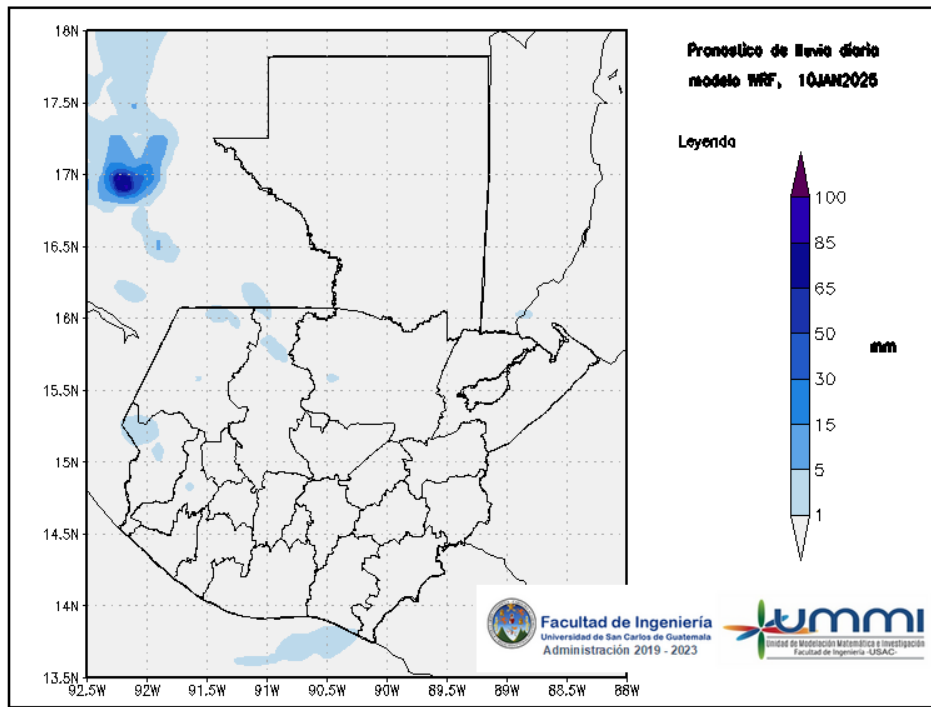 18N
17.5N
17N
16.5N
16N
15.5N
15N
14.5N
14N
13.5N
92.5W
92W
91.5W
91W
90.5W
90W
89.5W
89W
88.5W
88W
Pronostico de lluvia diaria
modelo WRF, 10JAN2025
Leyenda
100
85
65
50
30
15
5
1
mm
Facultad de Ingeniería
Universidad de San Carlos de Guatemala
Administración 2019 - 2023
UMMI
Unidad de Modelación Matemática e Investigación
Facultad de Ingeniería -USAC-